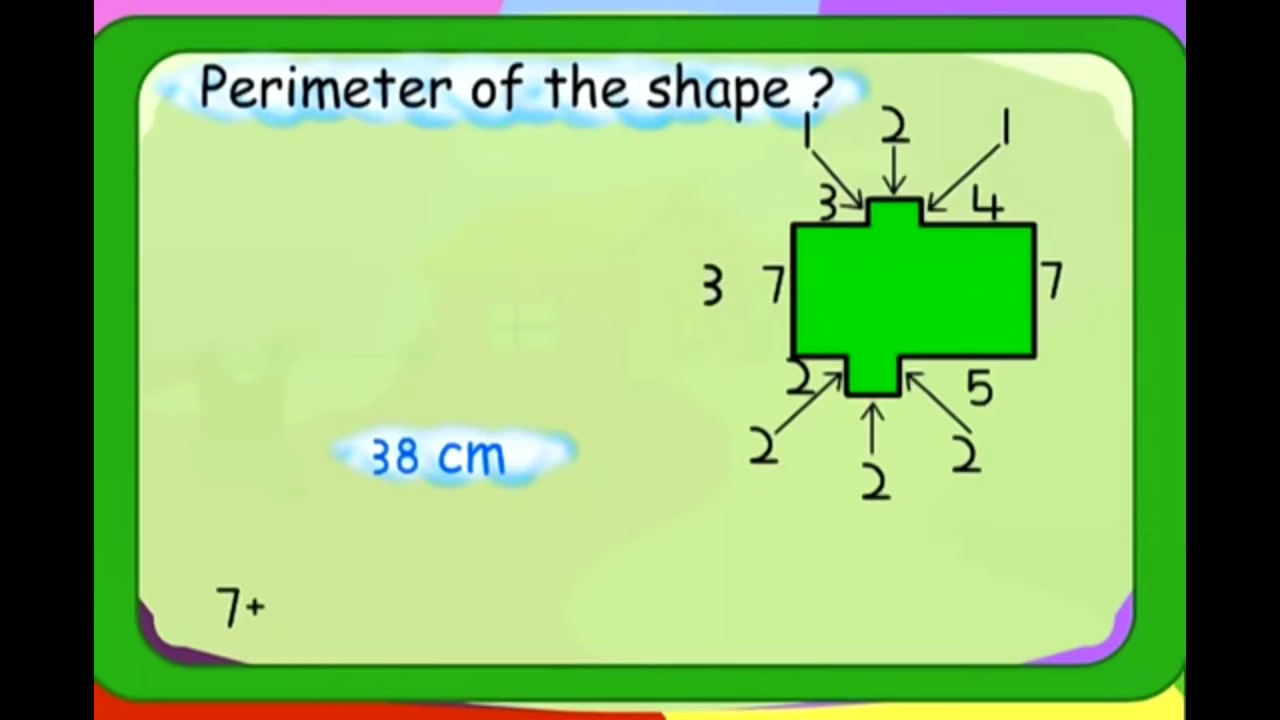 Perimeter of the shape ?
1 2 1
3 4
3 7 7
2 5
2 2
2
38 cm
7+